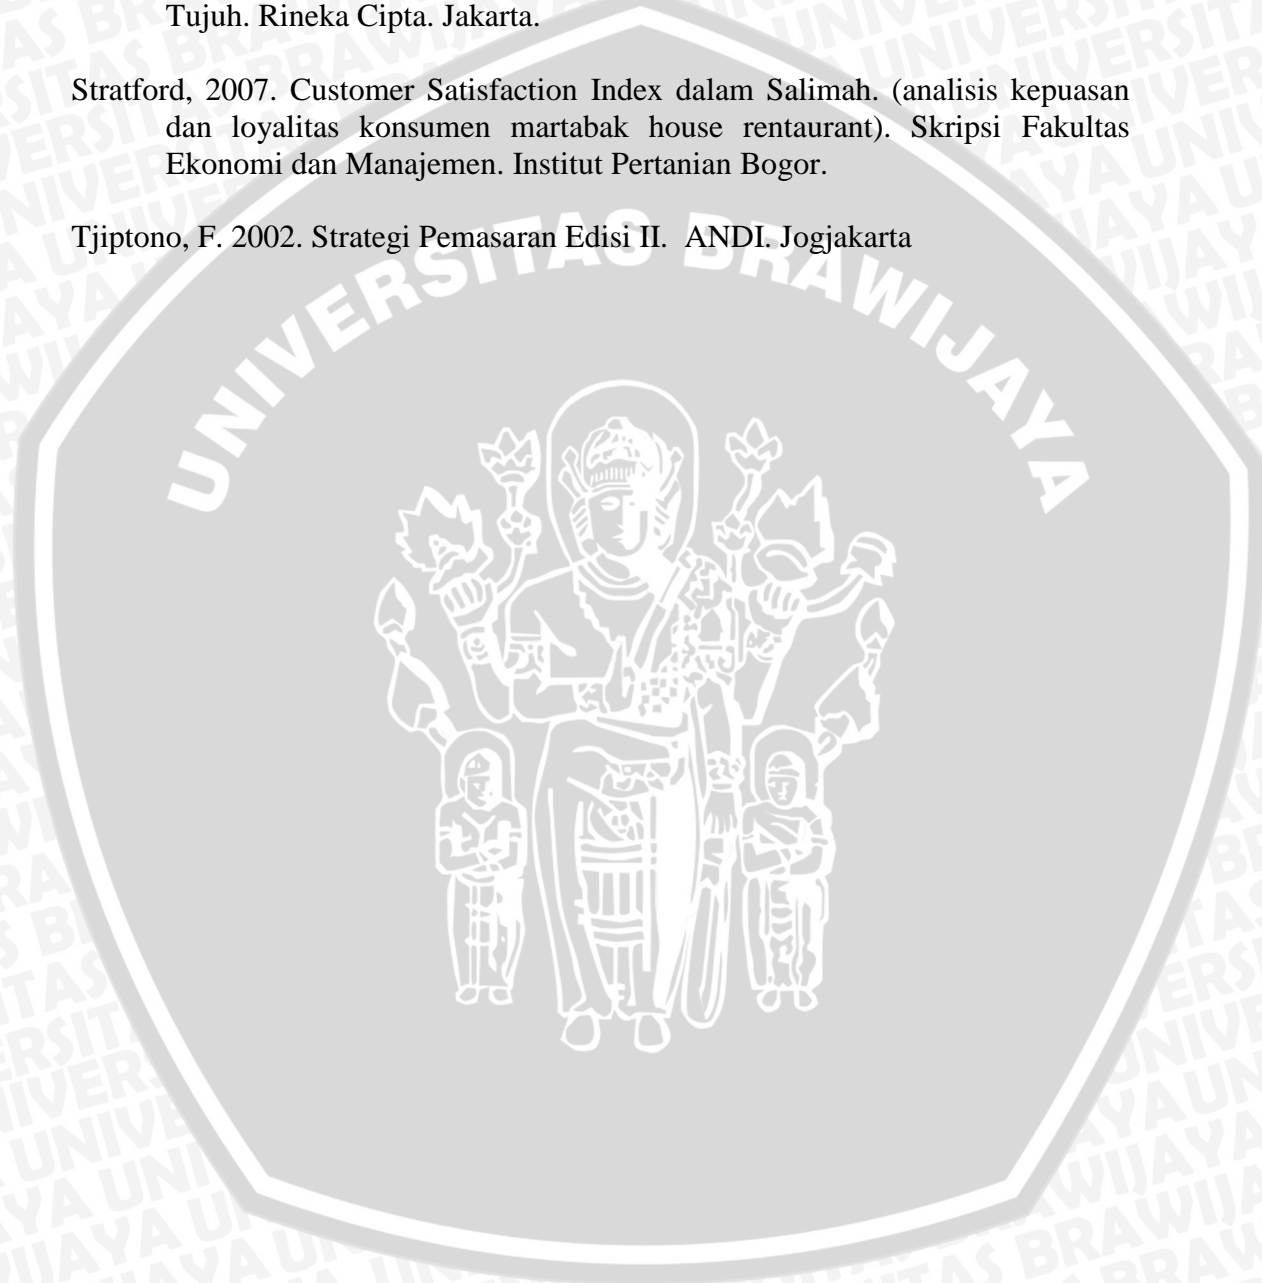 Tujuh. Rineka Cipta. Jakarta.
Stratford, 2007. Customer Satisfaction Index dalam Salimah. (analisis kepuasan
dan loyalitas konsumen martabak house rentaurant). Skripsi Fakultas
Ekonomi dan Manajemen. Institut Pertanian Bogor.
Tjiptono, F. 2002. Strategi Pemasaran Edisi II. ANDI. Jogjakarta
UNIVERSITAS BRAWIJAYA